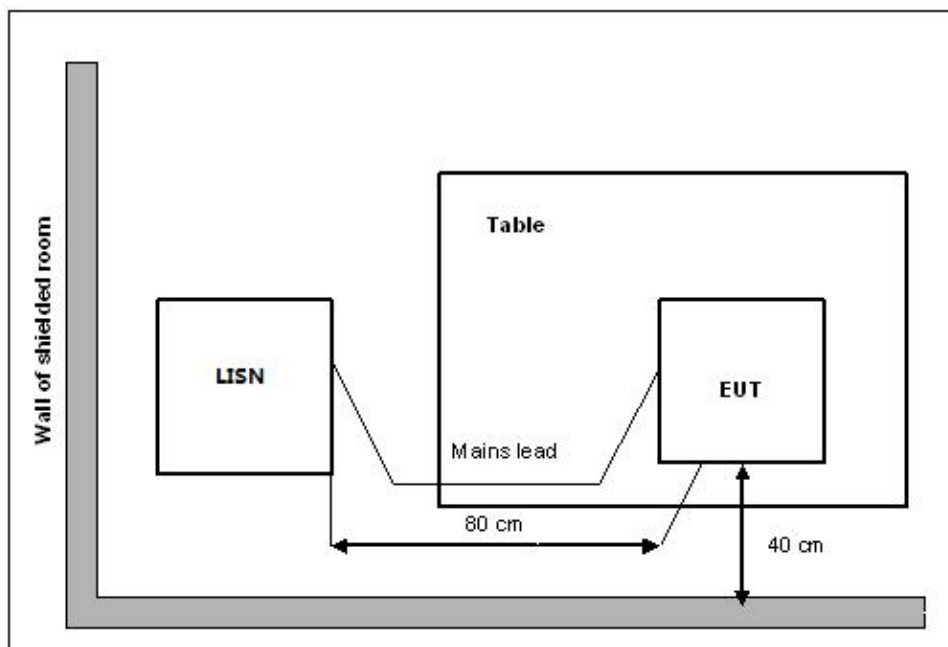 Wall of shielded room
Table
LISN
EUT
Mains lead
80 cm
40 cm